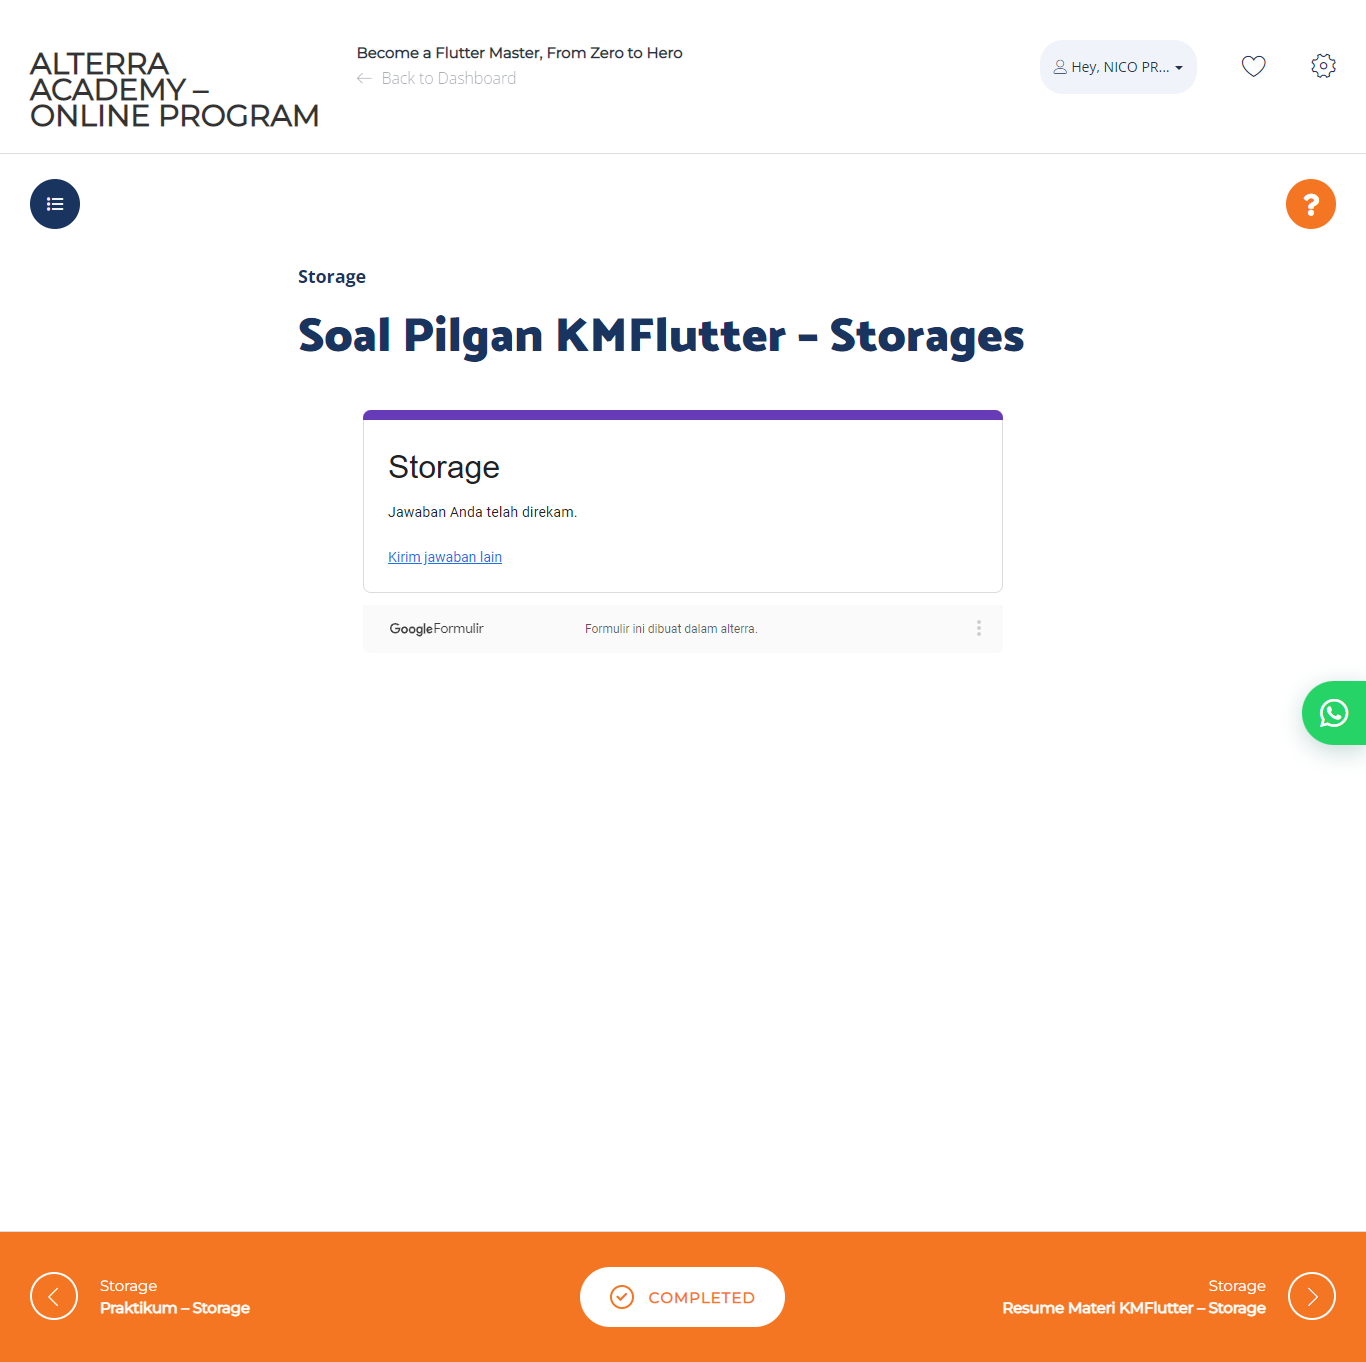 ALTERRA
ACADEMY –
ONLINE PROGRAM
Become a Flutter Master, From Zero to Hero
Back to Dashboard
Hey, NICO PR...
Storage
Soal Pilgan KMFlutter – Storages
Storage
Jawaban Anda telah direkam.
Kirim jawaban lain
Google Formulir
Formulir ini dibuat dalam alterra.
Storage
Praktikum – Storage
COMPLETED
Storage
Resume Materi KMFlutter – Storage